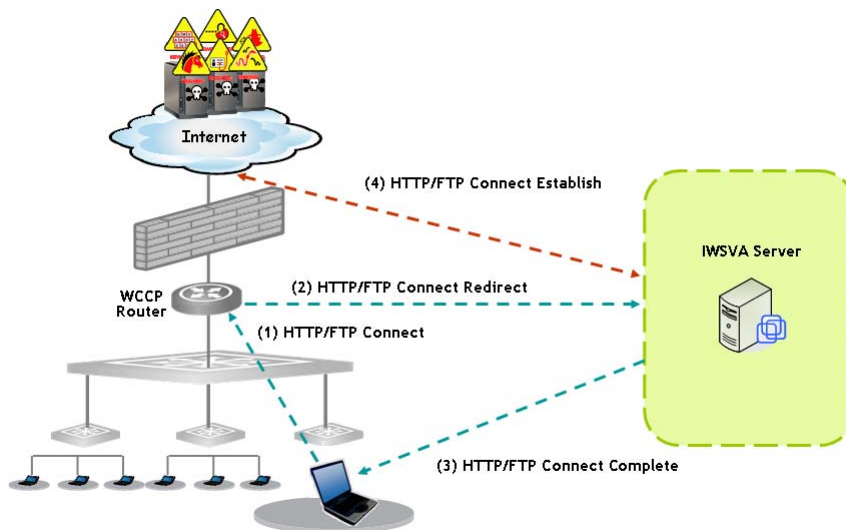 Internet
(4) HTTP/FTP Connect Establish
IWSVA Server
WCCP
Router
(2) HTTP/FTP Connect Redirect
(1) HTTP/FTP Connect
(3) HTTP/FTP Connect Complete